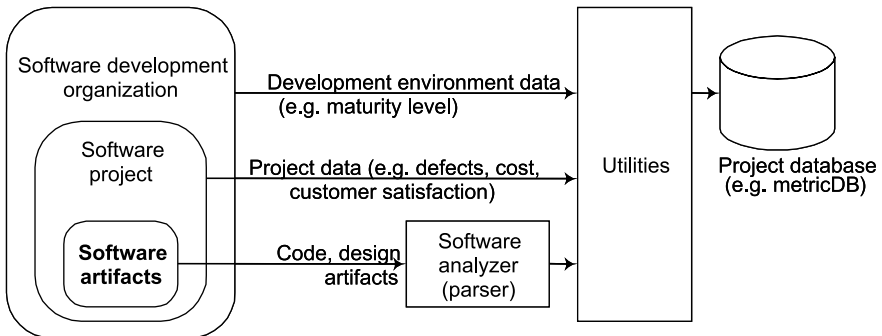 Software development
organization
Development environment data
(e.g. maturity level)
Software
project
Project data (e.g. defects, cost,
customer satisfaction)
Software
artifacts
Code, design
artifacts
Software
analyzer
(parser)
Utilities
Project database
(e.g. metricDB)